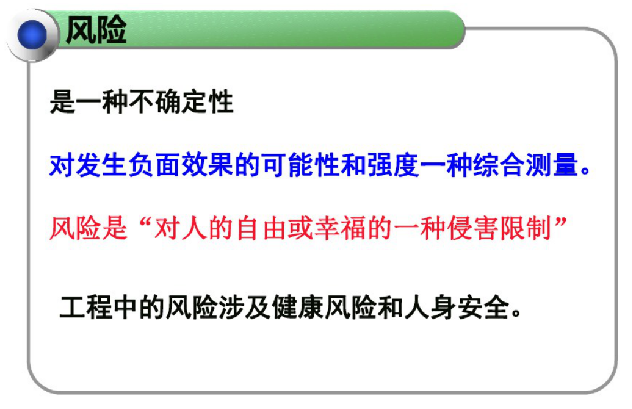 风险
是一种不确定性
对发生负面效果的可能性和强度一种综合测量。
风险是“对人的自由或幸福的一种侵害限制”
工程中的风险涉及健康风险和人身安全。